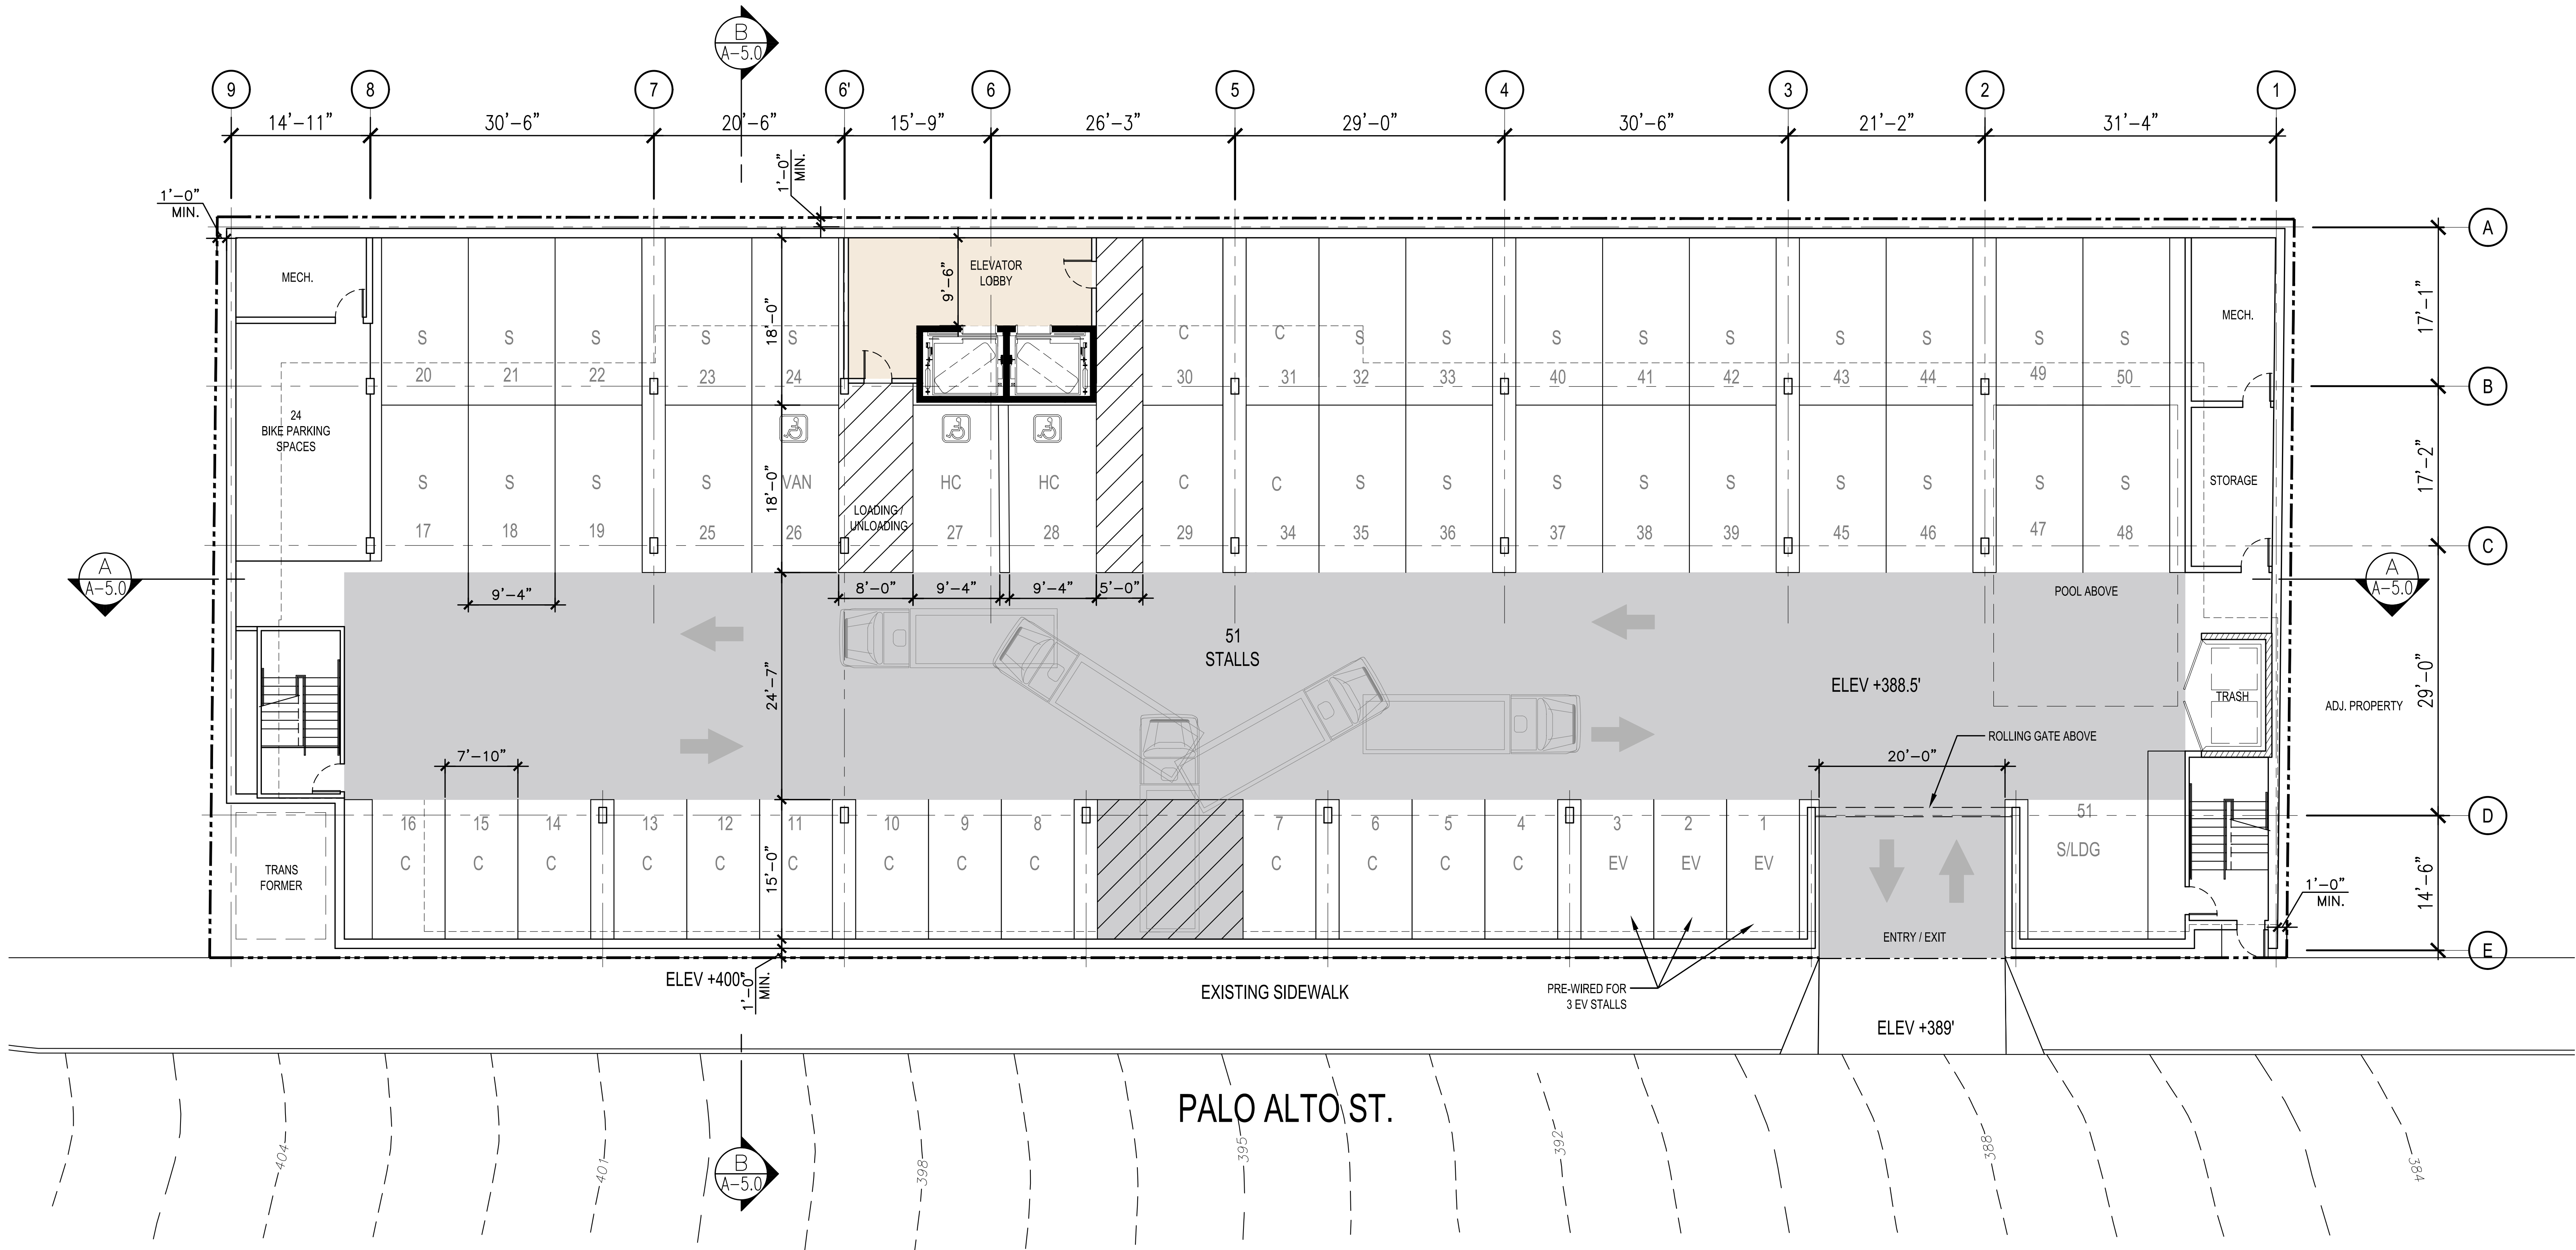 B
A-5.0
9
8
7
6'
6
5
4
3
2
1
14'-11"
30'-6"
20'-6"
15'-9"
26'-3"
29'-0"
30'-6"
21'-2"
31'-4"
1'-0"
MIN.
1'-0"
MIN.
A
MECH.
18'-0"
9'-6"
ELEVATOR
LOBBY
MECH.
17'-1"
S
S
S
S
S
C
C
S
S
S
S
S
S
S
S
S
20
21
22
23
24
30
31
32
33
40
41
42
43
44
49
50
B
24
BIKE PARKING
SPACES
18'-0"
17'-2"
S
S
S
S
VAN
HC
HC
C
C
S
S
S
S
S
S
S
S
S
STORAGE
LOADING /
UNLOADING
17
18
19
25
26
27
28
29
34
35
36
37
38
39
45
46
47
48
C
A
A-5.0
A
A-5.0
9'-4"
8'-0"
9'-4"
9'-4"
5'-0"
POOL ABOVE
51
STALLS
24'-7"
ELEV +388.5'
TRASH
29'-0"
ADJ. PROPERTY
7'-10"
ROLLING GATE ABOVE
20'-0"
16
15
14
13
12
11
10
9
8
7
6
5
4
3
2
1
51
D
C
C
C
C
C
C
C
C
C
C
C
C
C
EV
EV
EV
S/LDG
TRANS
FORMER
15'-0"
14'-6"
1'-0"
MIN.
ENTRY / EXIT
E
ELEV +400'
1'-0"
MIN.
EXISTING SIDEWALK
PRE-WIRED FOR
3 EV STALLS
ELEV +389'
PALO ALTO ST.
404
401
398
395
392
388
384
B
A-5.0